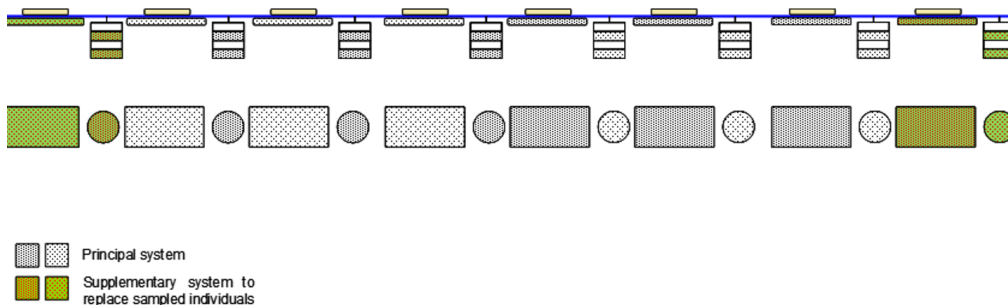 Principal system
Supplementary system to
replace sampled individuals